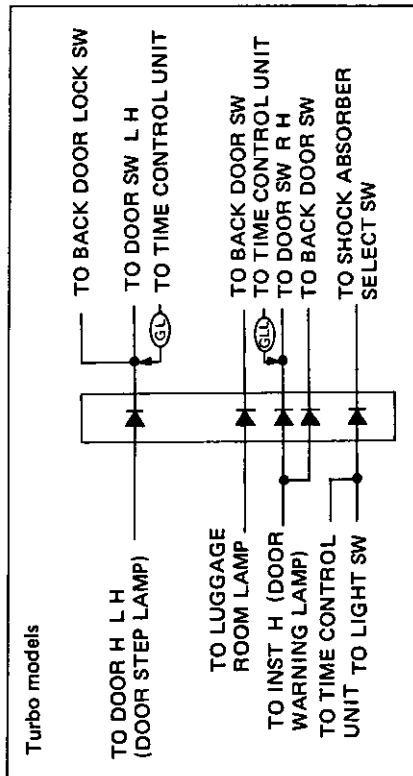 Turbo models
TO DOOR H L H
(DOOR STEP LAMP)
TO LUGGAGE
ROOM LAMP
TO INST H (DOOR
WARNING LAMP)
TO TIME CONTROL
UNIT TO LIGHT SW
TO BACK DOOR LOCK SW
TO DOOR SW L H
GL
TO TIME CONTROL UNIT
TO BACK DOOR SW
GLL
TO TIME CONTROL UNIT
TO DOOR SW R H
TO BACK DOOR SW
TO SHOCK ABSORBER
SELECT SW